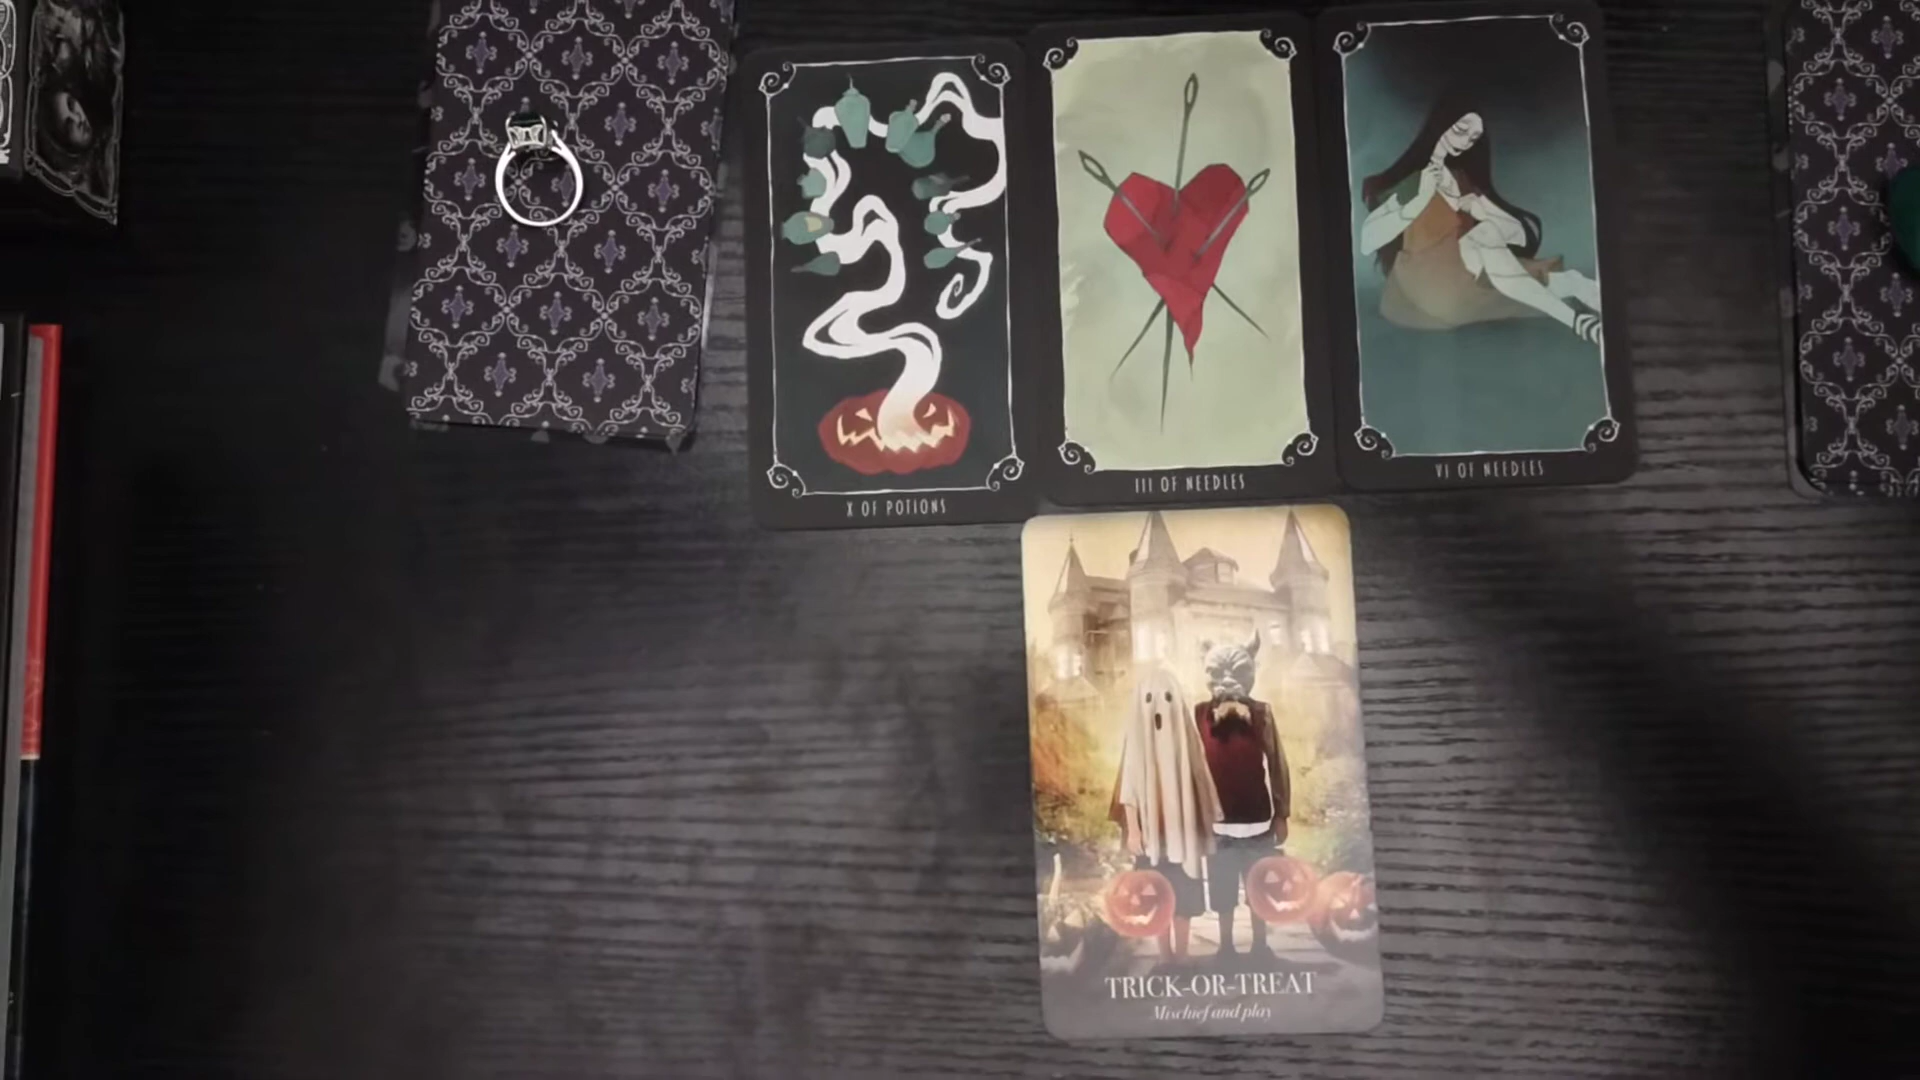 X OF POTIONS
III OF NEEDLES
VI OF NEEDLES
TRICK-OR-TREAT
Mischief and play